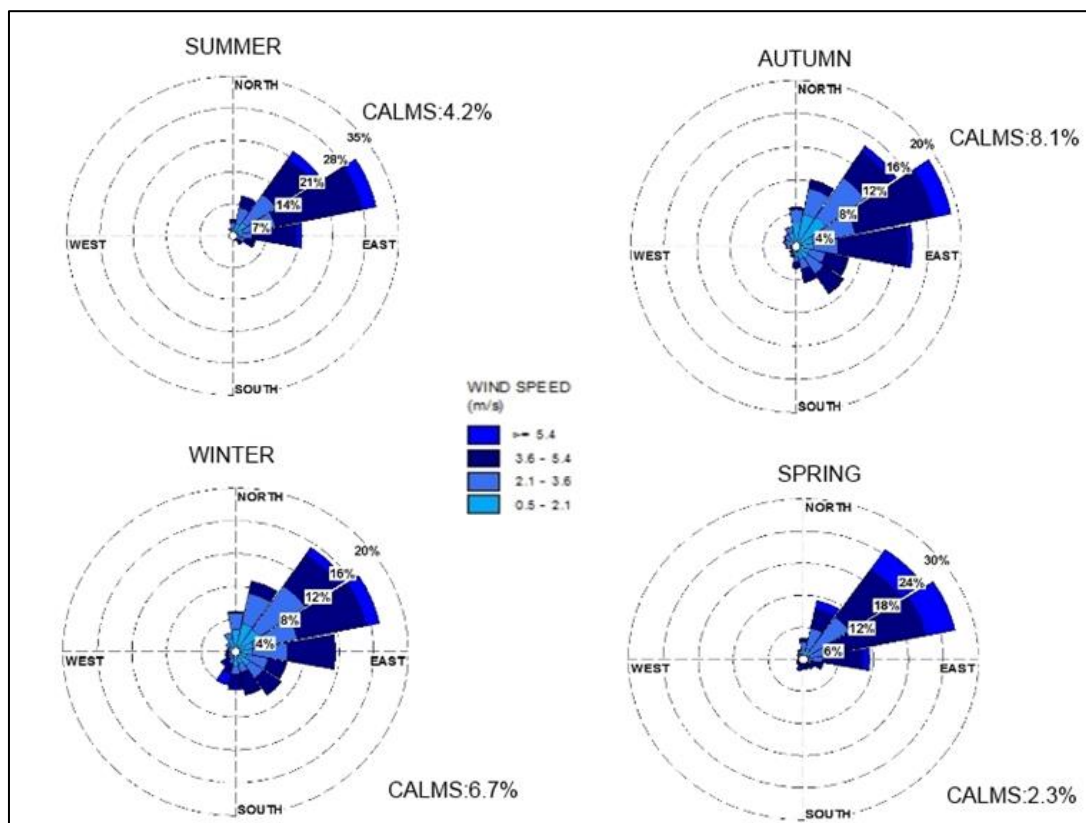 SUMMER
NORTH
CALMS:4.2%
35%
28%
21%
14%
7%
WEST
EAST
SOUTH
AUTUMN
NORTH
CALMS:8.1%
20%
16%
12%
8%
4%
WEST
EAST
SOUTH
WIND SPEED
(m/s)
>= 5.4
3.6 - 5.4
2.1 - 3.6
0.5 - 2.1
WINTER
NORTH
20%
16%
12%
8%
4%
WEST
EAST
SOUTH
CALMS:6.7%
SPRING
NORTH
30%
24%
18%
12%
6%
WEST
EAST
SOUTH
CALMS:2.3%